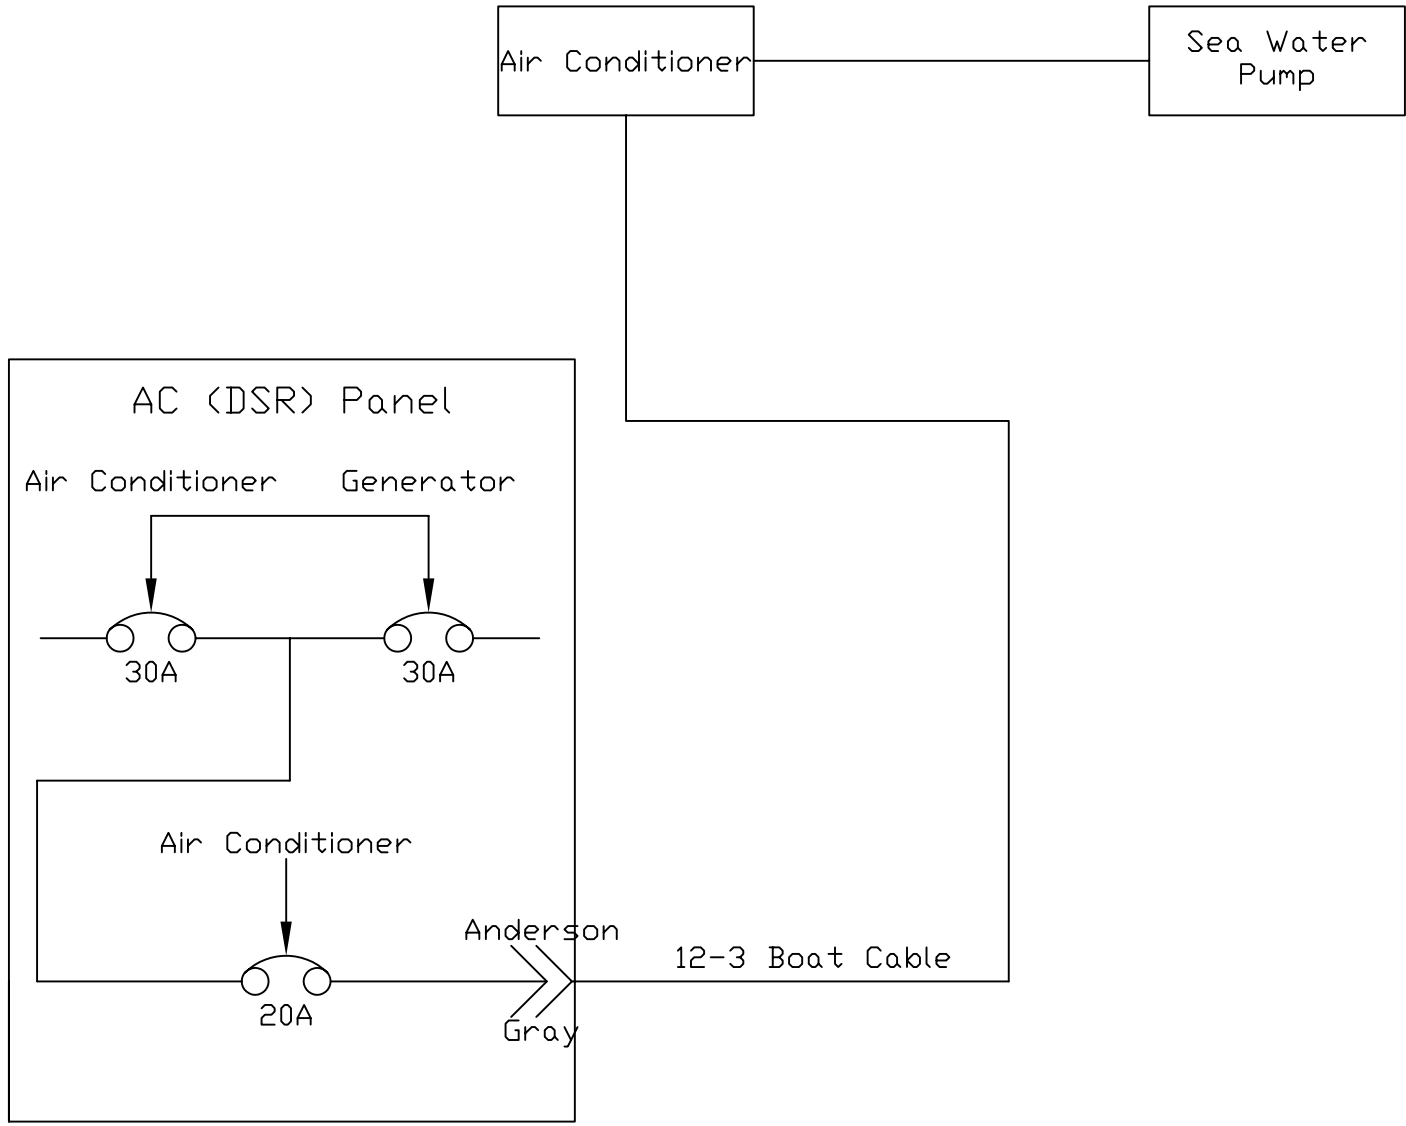 Air Conditioner
Sea Water
Pump
AC (DSR) Panel
Air Conditioner
Generator
30A
30A
Air Conditioner
Anderson
12-3 Boat Cable
20A
Gray